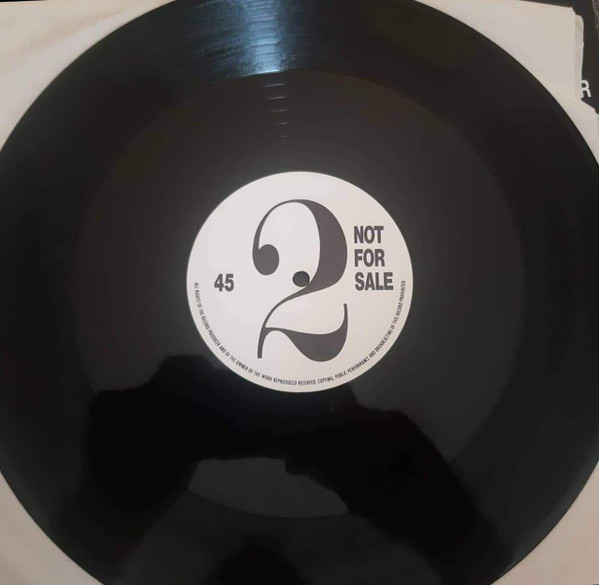 2
NOT
FOR
SALE
45
ALL RIGHTS OF THE RECORD PRODUCER AND OF THE OWNER OF THE WORK REPRODUCED RESERVED. COPYING, PUBLIC PERFORMANCE AND BROADCASTING OF THIS RECORD PROHIBITED
R